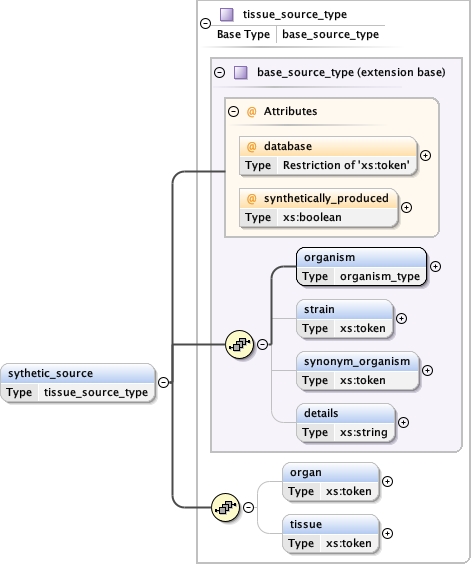 tissue_source_type
Base Type base_source_type
base_source_type (extension base)
@ Attributes
@ database
Type Restriction of 'xs:token'
@ synthetically_produced
Type xs:boolean
organism
Type organism_type
strain
Type xs:token
synonym_organism
Type xs:token
details
Type xs:string
sythetic_source
Type tissue_source_type
organ
Type xs:token
tissue
Type xs:token